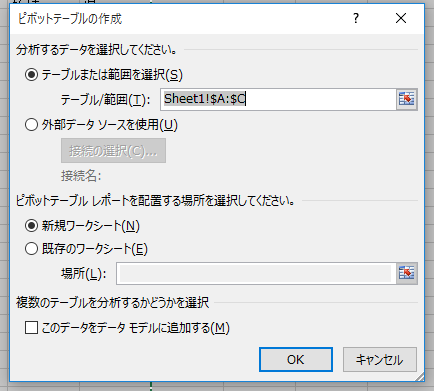 ピボットテーブルの作成
分析するデータを選択してください。
テーブルまたは範囲を選択(S)
テーブル/範囲(T): Sheet1!$A:$C
外部データ ソースを使用(U)
接続の選択(C)...
接続名:
ピボットテーブル レポートを配置する場所を選択してください。
新規ワークシート(N)
既存のワークシート(E)
場所(L):
複数のテーブルを分析するかどうかを選択
このデータをデータ モデルに追加する(M)
OK キャンセル